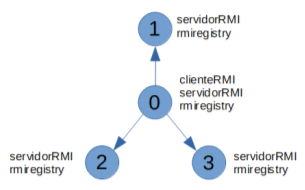 1
servidorRMI
rmiregistry
clienteRMI
servidorRMI
rmiregistry
0
servidorRMI
rmiregistry
2
3
servidorRMI
rmiregistry